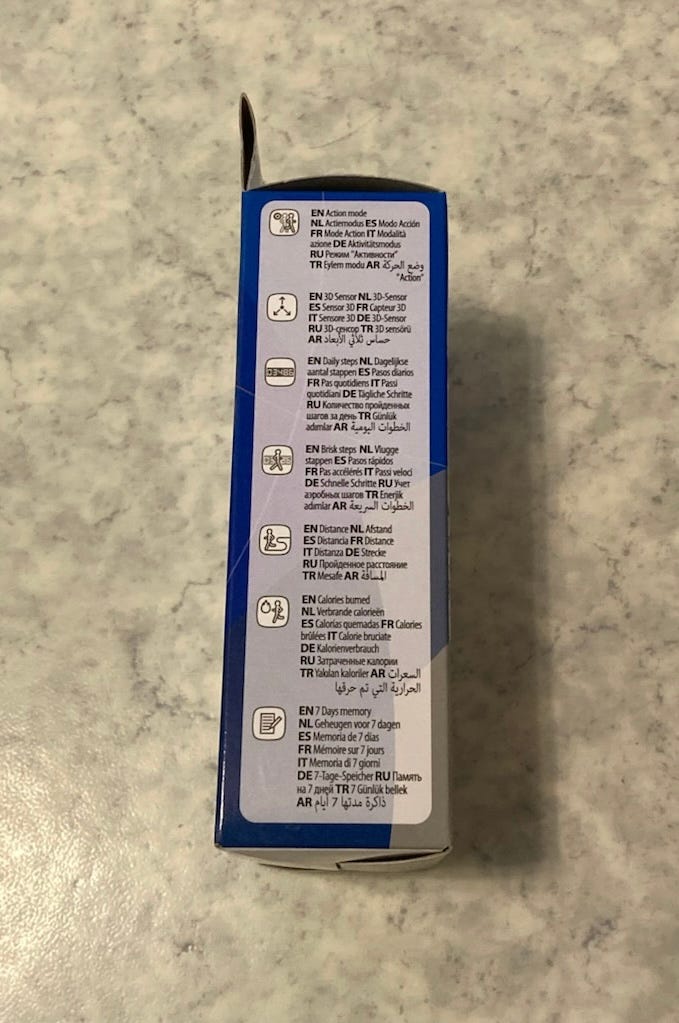 EN Action mode
NL Actiemodus ES Modo Acción
FR Mode Action IT Modalità
azione DE Aktivitätsmodus
RU Режим "Активности"
TR Eylem modu AR وضع الحركة
"Action"
EN 3D Sensor NL 3D-Sensor
ES Sensor 3D FR Capteur 3D
IT Sensore 3D DE 3D-Sensor
RU 3D-сенсор TR 3D sensörü
AR حساس ثلاثي الأبعاد
03486
EN Daily steps NL Dagelijkse
aantal stappen ES Pasos diarios
FR Pas quotidiens IT Passi
quotidiani DE Tägliche Schritte
RU Количество пройденных
шагов за день TR Günlük
adımlar AR الخطوات اليومية
EN Brisk steps NL Vlugge
stappen ES Pasos rápidos
FR Pas accélérés IT Passi veloci
DE Schnelle Schritte RU Учет
аэробных шагов TR Enerjik
adımlar AR الخطوات السريعة
EN Distance NL Afstand
ES Distancia FR Distance
IT Distanza DE Strecke
RU Пройденное расстояние
TR Mesafe AR المسافة
EN Calories burned
NL Verbrande calorieën
ES Calorías quemadas FR Calories
brûlées IT Calorie bruciate
DE Kalorienverbrauch
RU Затраченные калории
TR Yakılan kaloriler AR السعرات
الحرارية التي تم حرقها
EN 7 Days memory
NL Geheugen voor 7 dagen
ES Memoria de 7 días
FR Mémoire sur 7 jours
IT Memoria di 7 giorni
DE 7-Tage-Speicher RU Память
на 7 дней TR 7 Günlük bellek
AR ذاكرة مدتها 7 أيام